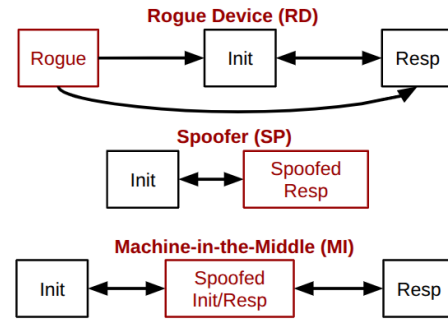 Rogue Device (RD)
Rogue
Init
Resp
Spoofer (SP)
Init
Spoofed
Resp
Machine-in-the-Middle (MI)
Init
Spoofed
Init/Resp
Resp